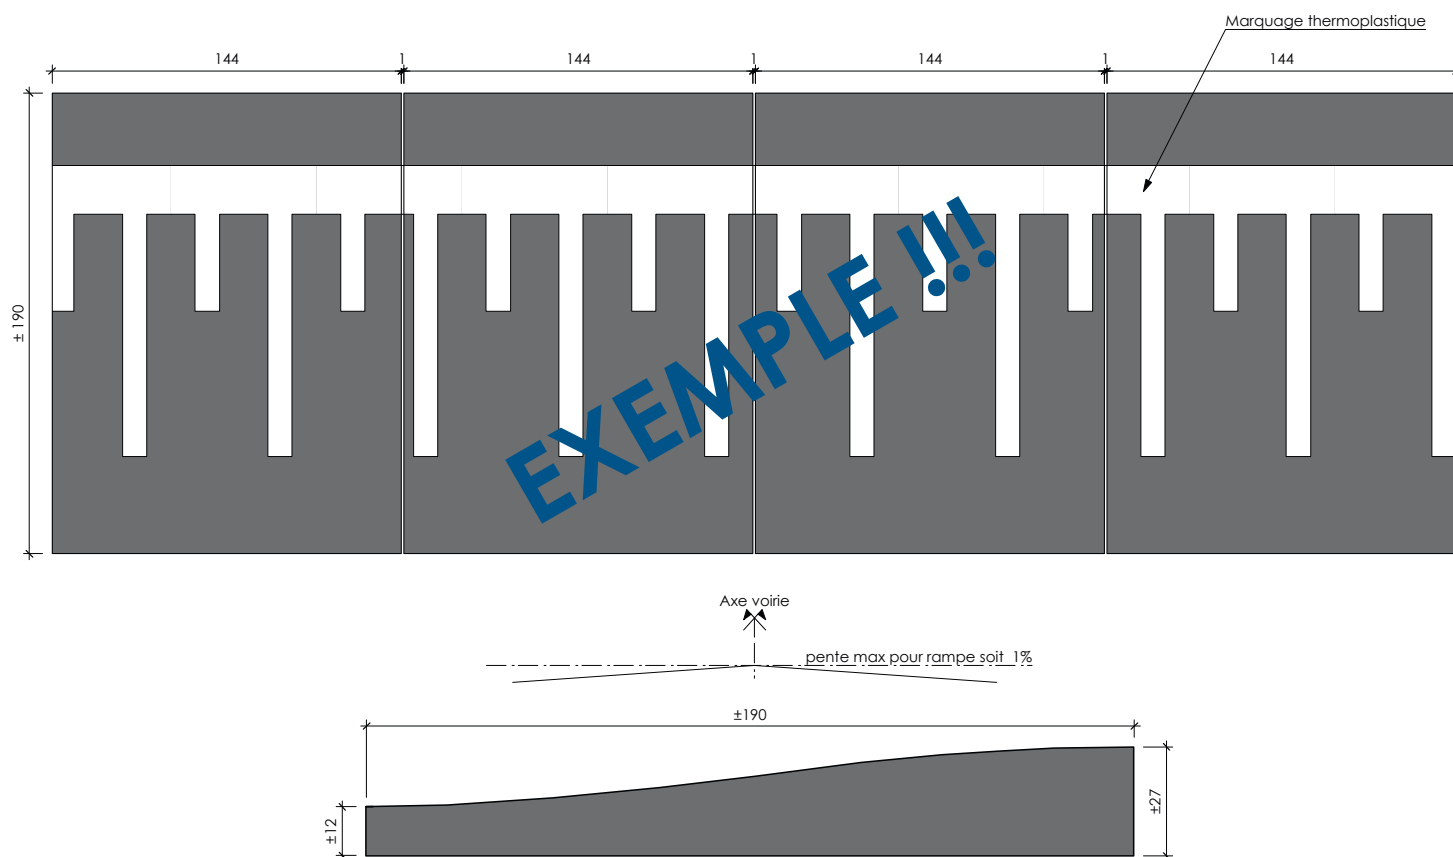 Marquage thermoplastique
144 1 144 1 144 1 144
±190
EXEMPLE !!!
Axe voirie
pente max pour rampe soit 1%
±190
±12
±27